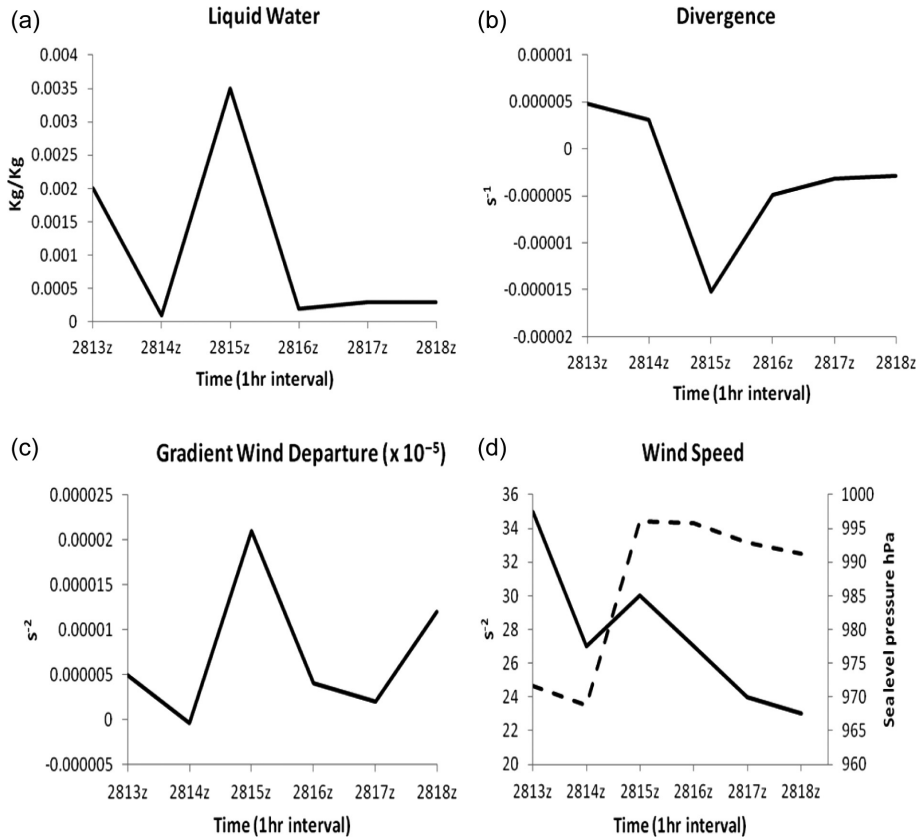 (a)
Liquid Water
0.004
0.0035
0.003
0.0025
0.002
0.0015
0.001
0.0005
0
Kg/Kg
2813z 2814z 2815z 2816z 2817z 2818z
Time (1hr interval)
(b)
Divergence
0.00001
0.000005
0
-0.000005
-0.00001
-0.000015
-0.00002
s⁻¹
2813z 2814z 2815z 2816z 2817z 2818z
Time (1hr interval)
(c)
Gradient Wind Departure (x 10⁻⁵)
0.000025
0.00002
0.000015
0.00001
0.000005
0
-0.000005
s⁻²
2813z 2814z 2815z 2816z 2817z 2818z
Time (1hr interval)
(d)
Wind Speed
36
34
32
30
28
26
24
22
20
s⁻²
1000
995
990
985
980
975
970
965
960
Sea level pressure hPa
2813z 2814z 2815z 2816z 2817z 2818z
Time (1hr interval)